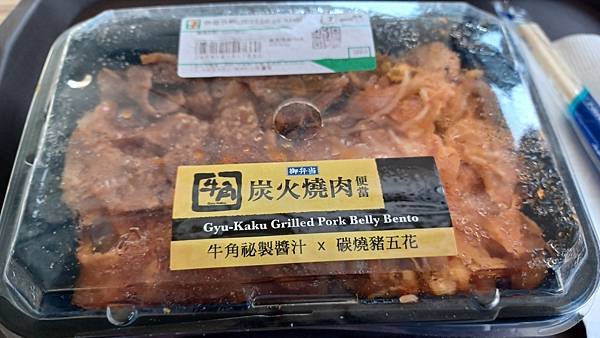 御弁当
牛角 炭火燒肉便當
Gyu-Kaku Grilled Pork Belly Bento
牛角祕製醬汁 x 碳燒豬五花